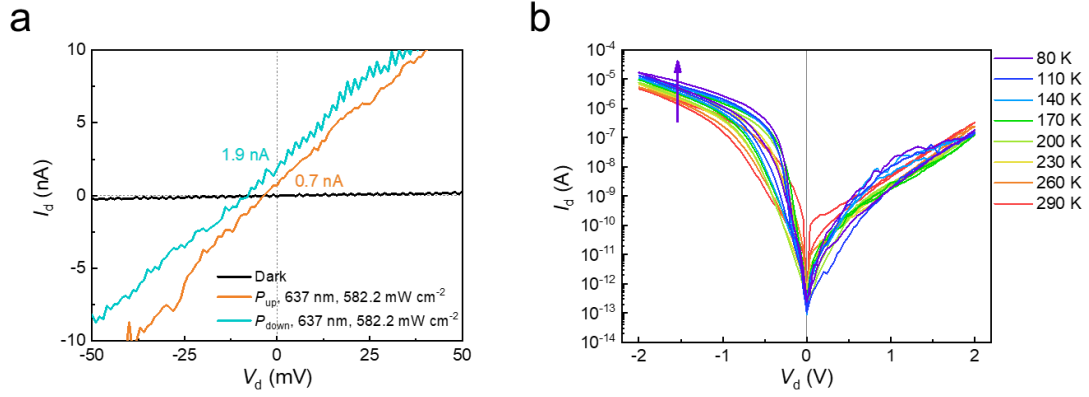 a
10
5
0
-5
-10
-50
-25
0
25
50
I_d (nA)
V_d (mV)
1.9 nA
0.7 nA
Dark
P_up, 637 nm, 582.2 mW cm⁻²
P_down, 637 nm, 582.2 mW cm⁻²
b
10⁻⁴
10⁻⁵
10⁻⁶
10⁻⁷
10⁻⁸
10⁻⁹
10⁻¹⁰
10⁻¹¹
10⁻¹²
10⁻¹³
10⁻¹⁴
-2
-1
0
1
2
I_d (A)
V_d (V)
80 K
110 K
140 K
170 K
200 K
230 K
260 K
290 K